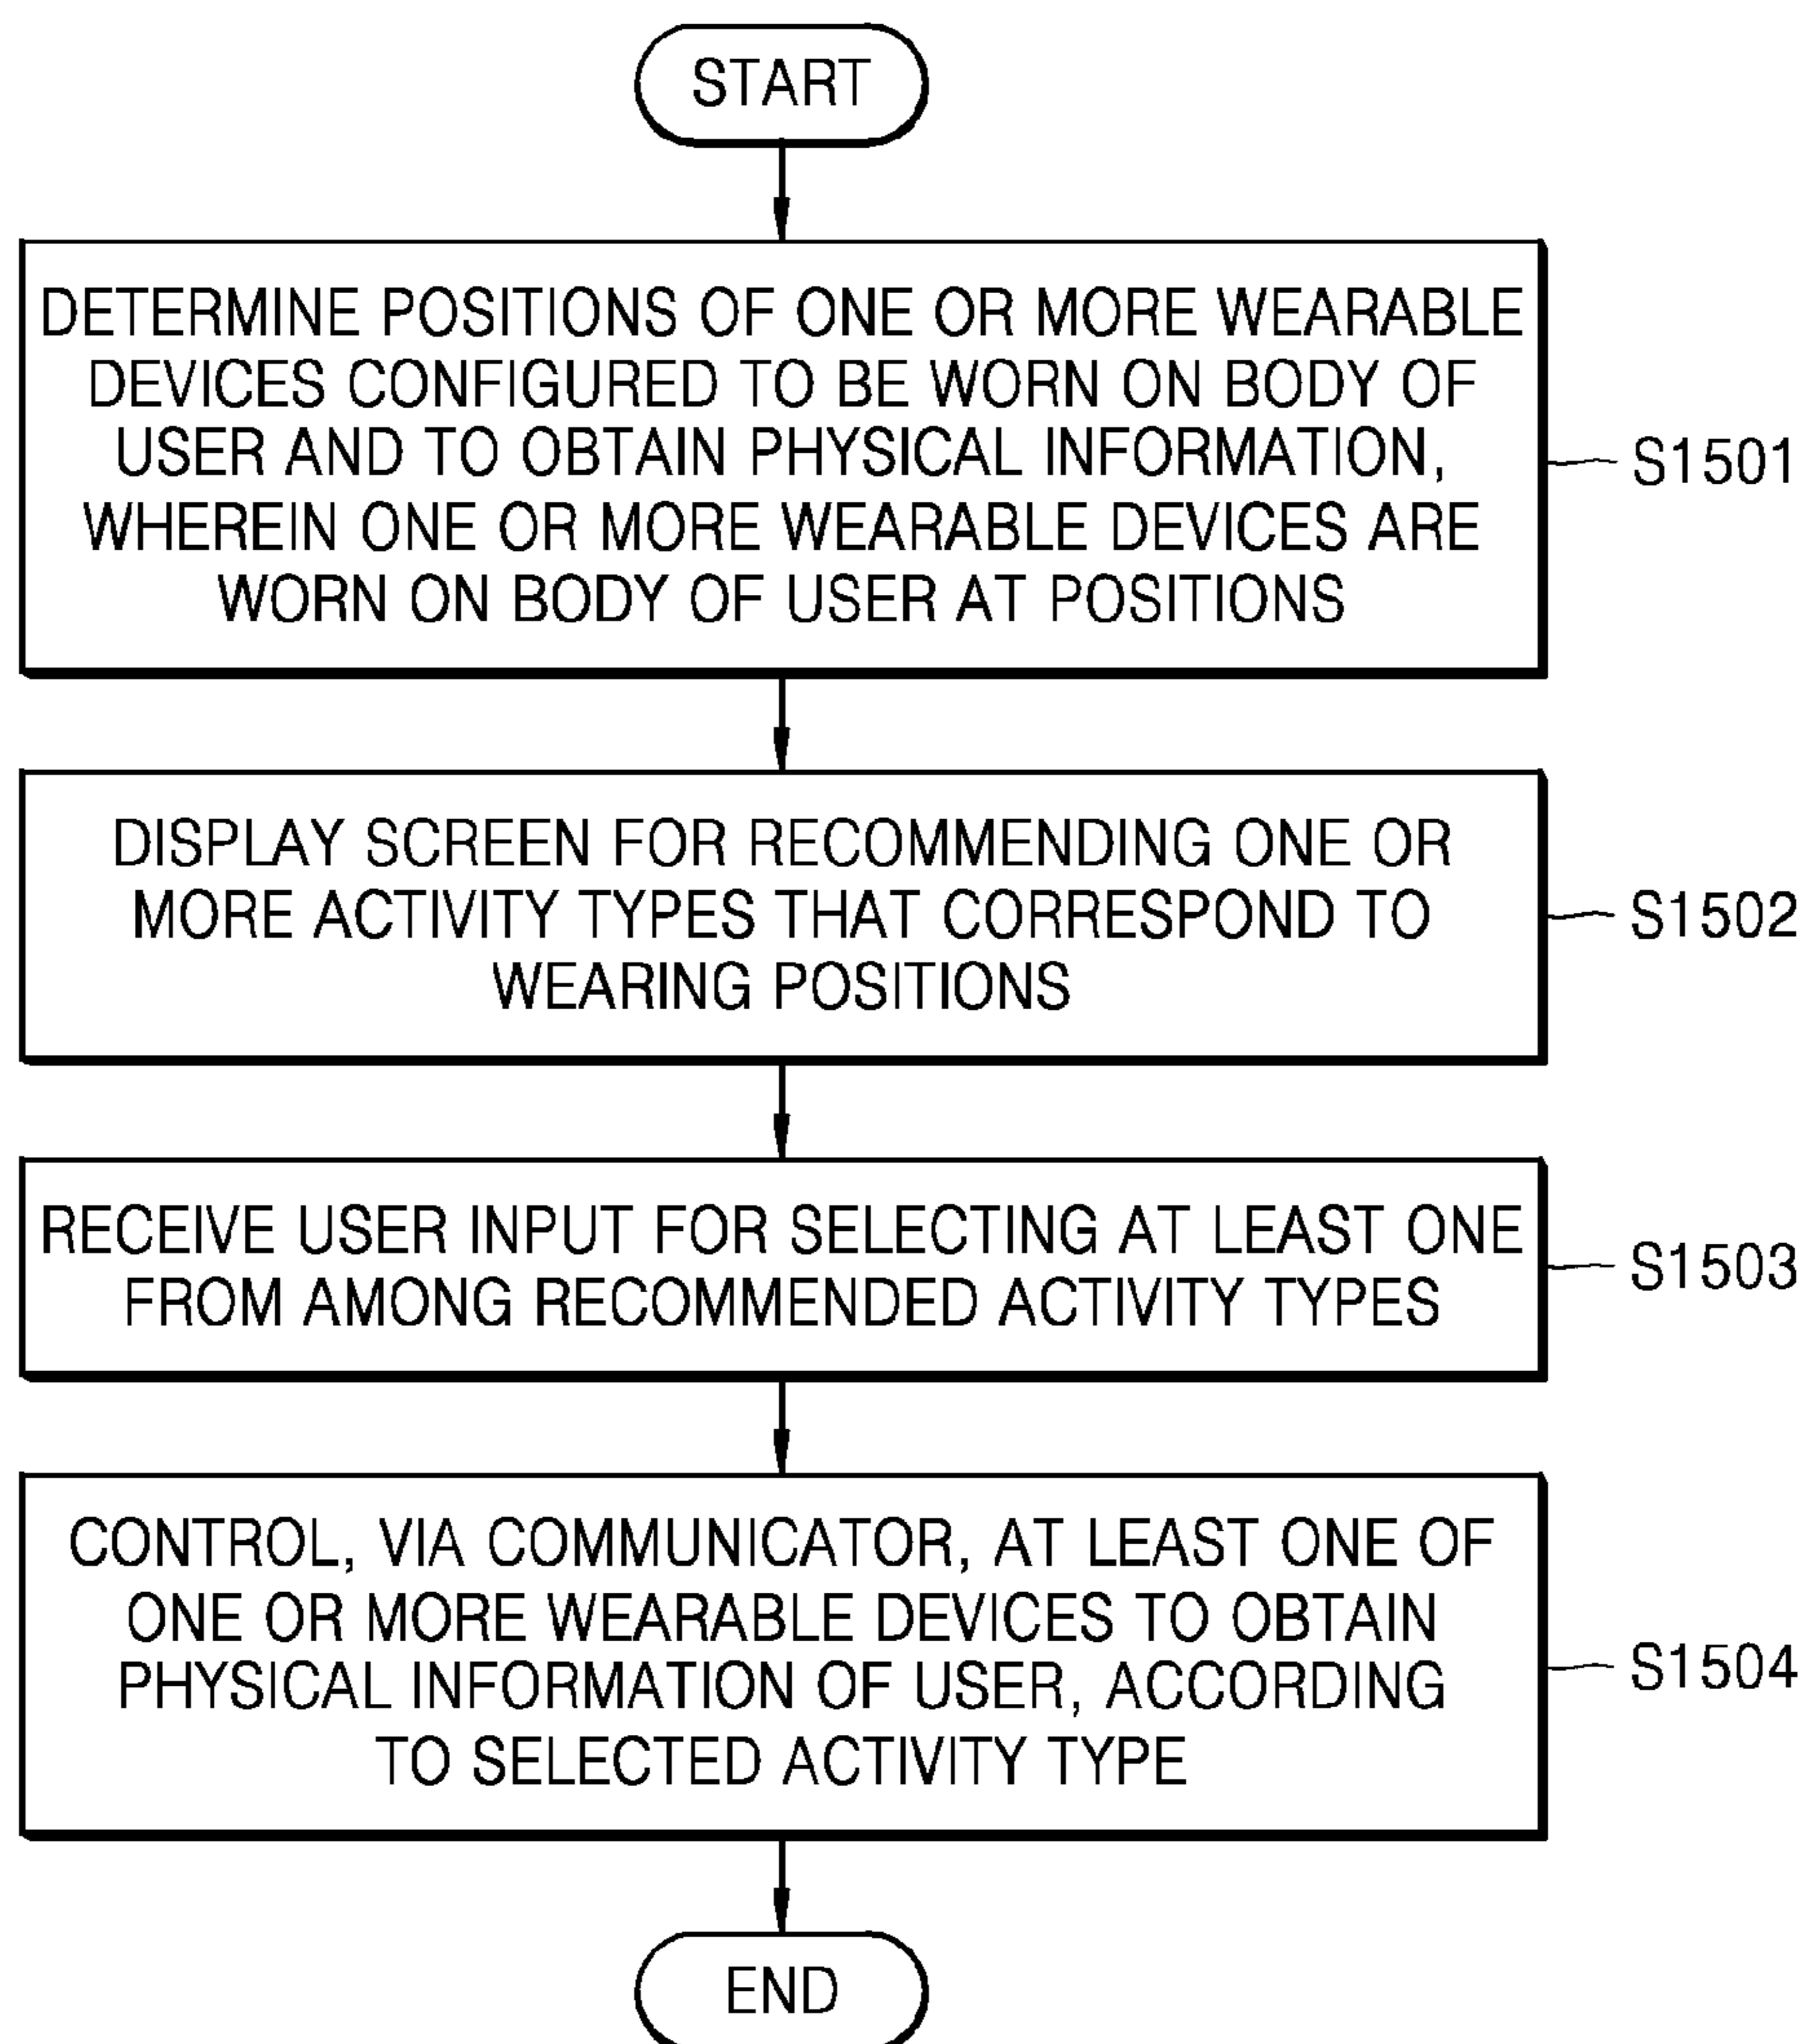 START
DETERMINE POSITIONS OF ONE OR MORE WEARABLE
DEVICES CONFIGURED TO BE WORN ON BODY OF
USER AND TO OBTAIN PHYSICAL INFORMATION,
WHEREIN ONE OR MORE WEARABLE DEVICES ARE
WORN ON BODY OF USER AT POSITIONS
S1501
DISPLAY SCREEN FOR RECOMMENDING ONE OR
MORE ACTIVITY TYPES THAT CORRESPOND TO
WEARING POSITIONS
S1502
RECEIVE USER INPUT FOR SELECTING AT LEAST ONE
FROM AMONG RECOMMENDED ACTIVITY TYPES
S1503
CONTROL, VIA COMMUNICATOR, AT LEAST ONE OF
ONE OR MORE WEARABLE DEVICES TO OBTAIN
PHYSICAL INFORMATION OF USER, ACCORDING
TO SELECTED ACTIVITY TYPE
S1504
END